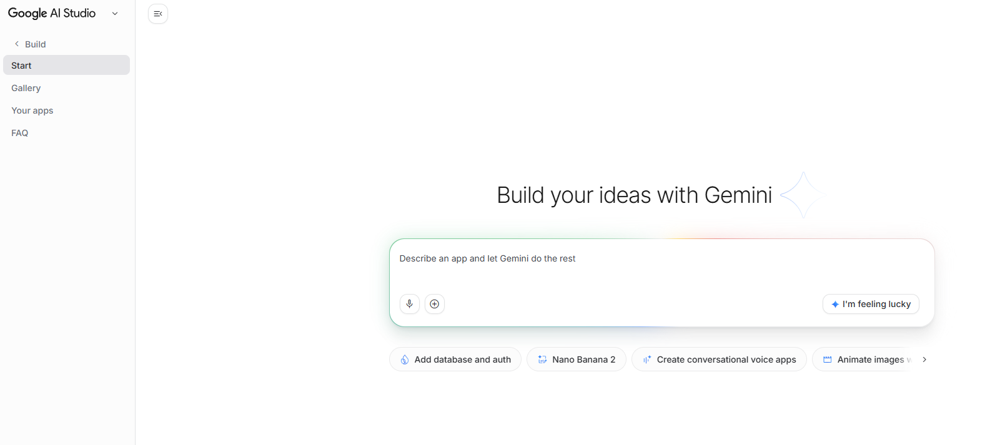 Google AI Studio
Build
Start
Gallery
Your apps
FAQ
Build your ideas with Gemini
Describe an app and let Gemini do the rest
I'm feeling lucky
Add database and auth
Nano Banana 2
Create conversational voice apps
Animate images